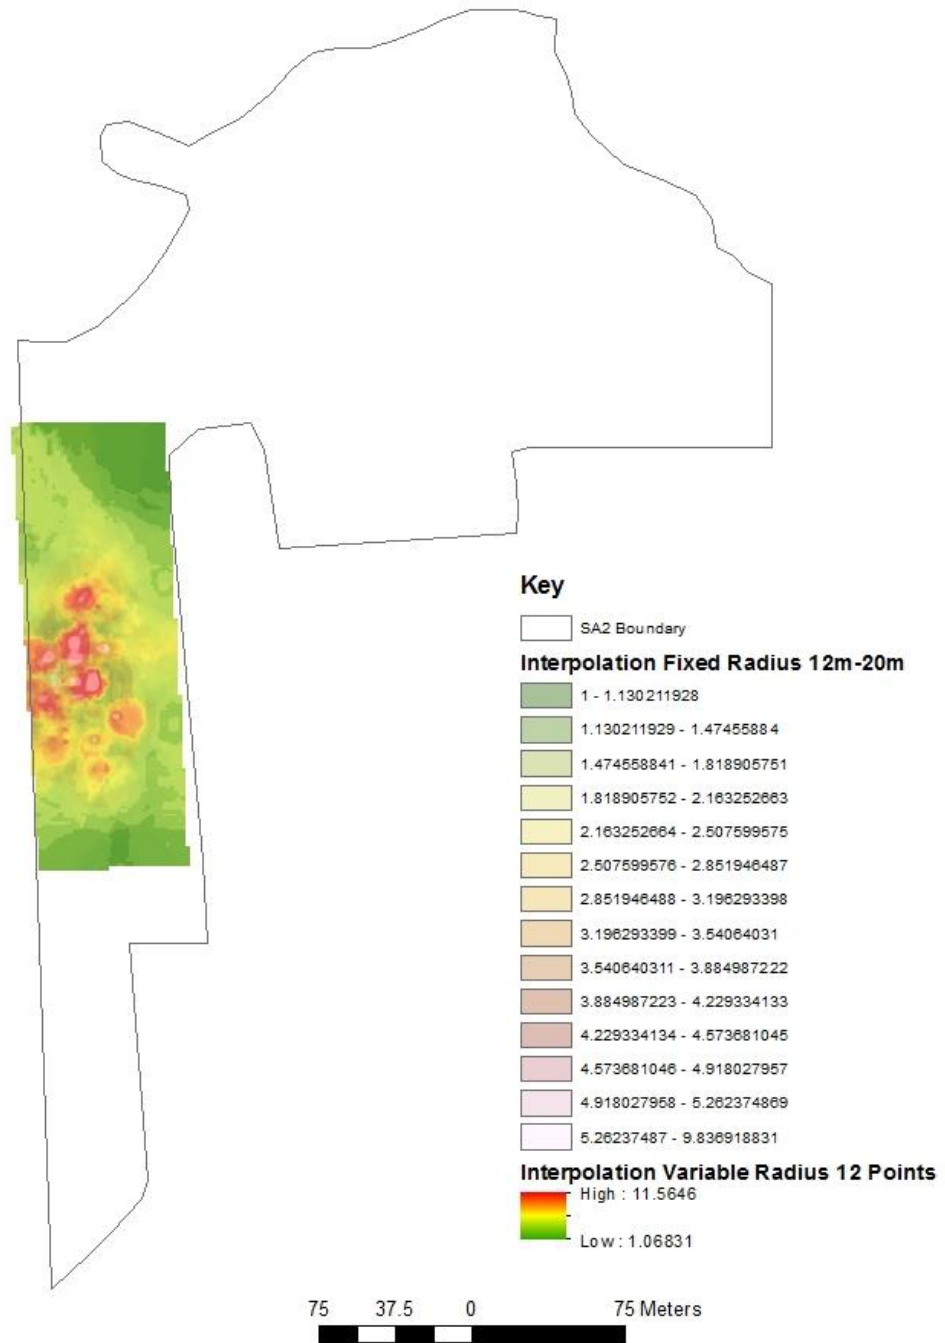 Key
SA2 Boundary
Interpolation Fixed Radius 12m-20m
1 - 1.130211928
1.130211929 - 1.47455884
1.474558841 - 1.818905751
1.818905752 - 2.163252663
2.163252664 - 2.507599575
2.507599576 - 2.851946487
2.851946488 - 3.196293398
3.196293399 - 3.54064031
3.540640311 - 3.884987222
3.884987223 - 4.229334133
4.229334134 - 4.573681045
4.573681046 - 4.918027957
4.918027958 - 5.262374869
5.26237487 - 9.836918831
Interpolation Variable Radius 12 Points
High : 11.5646
Low : 1.06831
75 37.5 0 75 Meters